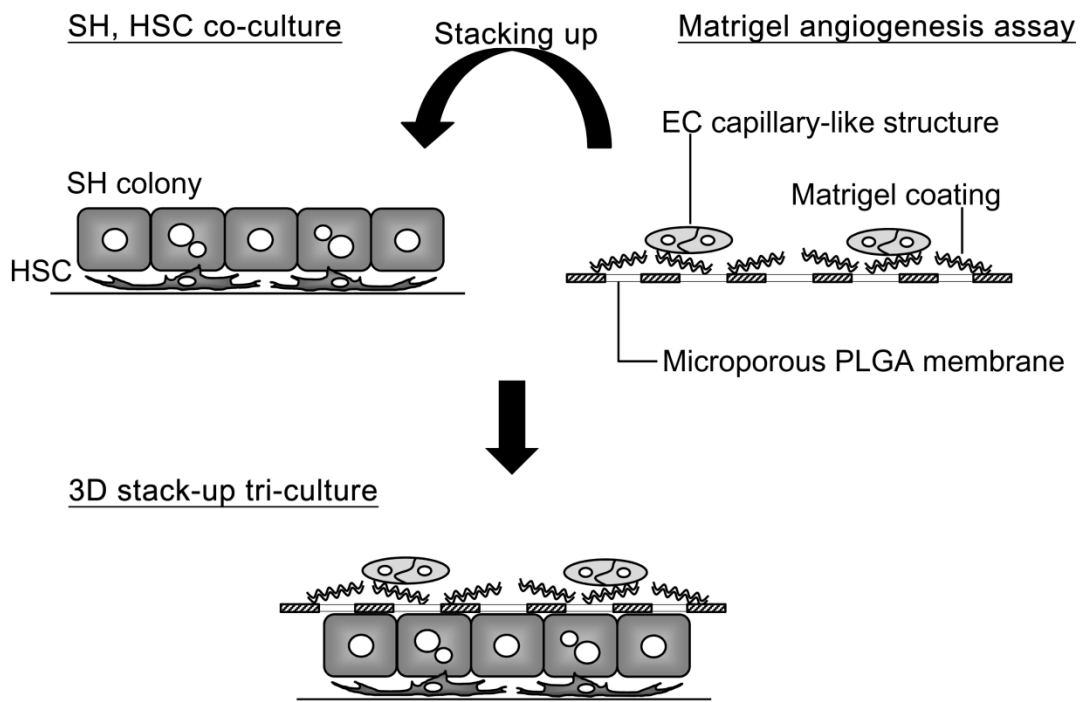 SH, HSC co-culture
Stacking up
Matrigel angiogenesis assay
EC capillary-like structure
SH colony
Matrigel coating
HSC
Microporous PLGA membrane
3D stack-up tri-culture